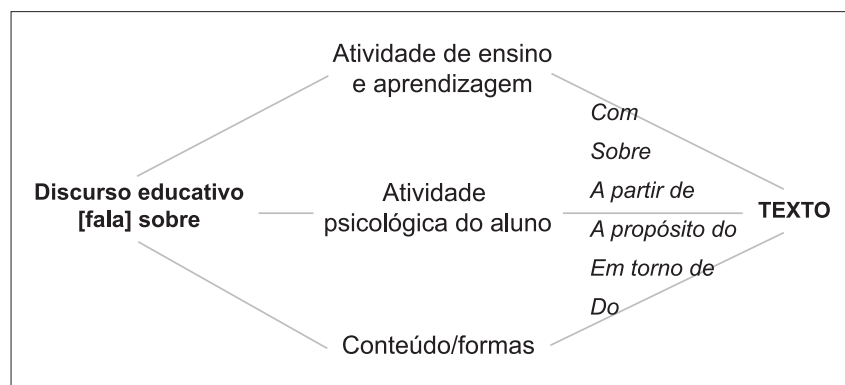 Atividade de ensino
e aprendizagem
Com
Sobre
Discurso educativo
[fala] sobre
Atividade
psicológica do aluno
A partir de
TEXTO
A propósito do
Em torno de
Do
Conteúdo/formas